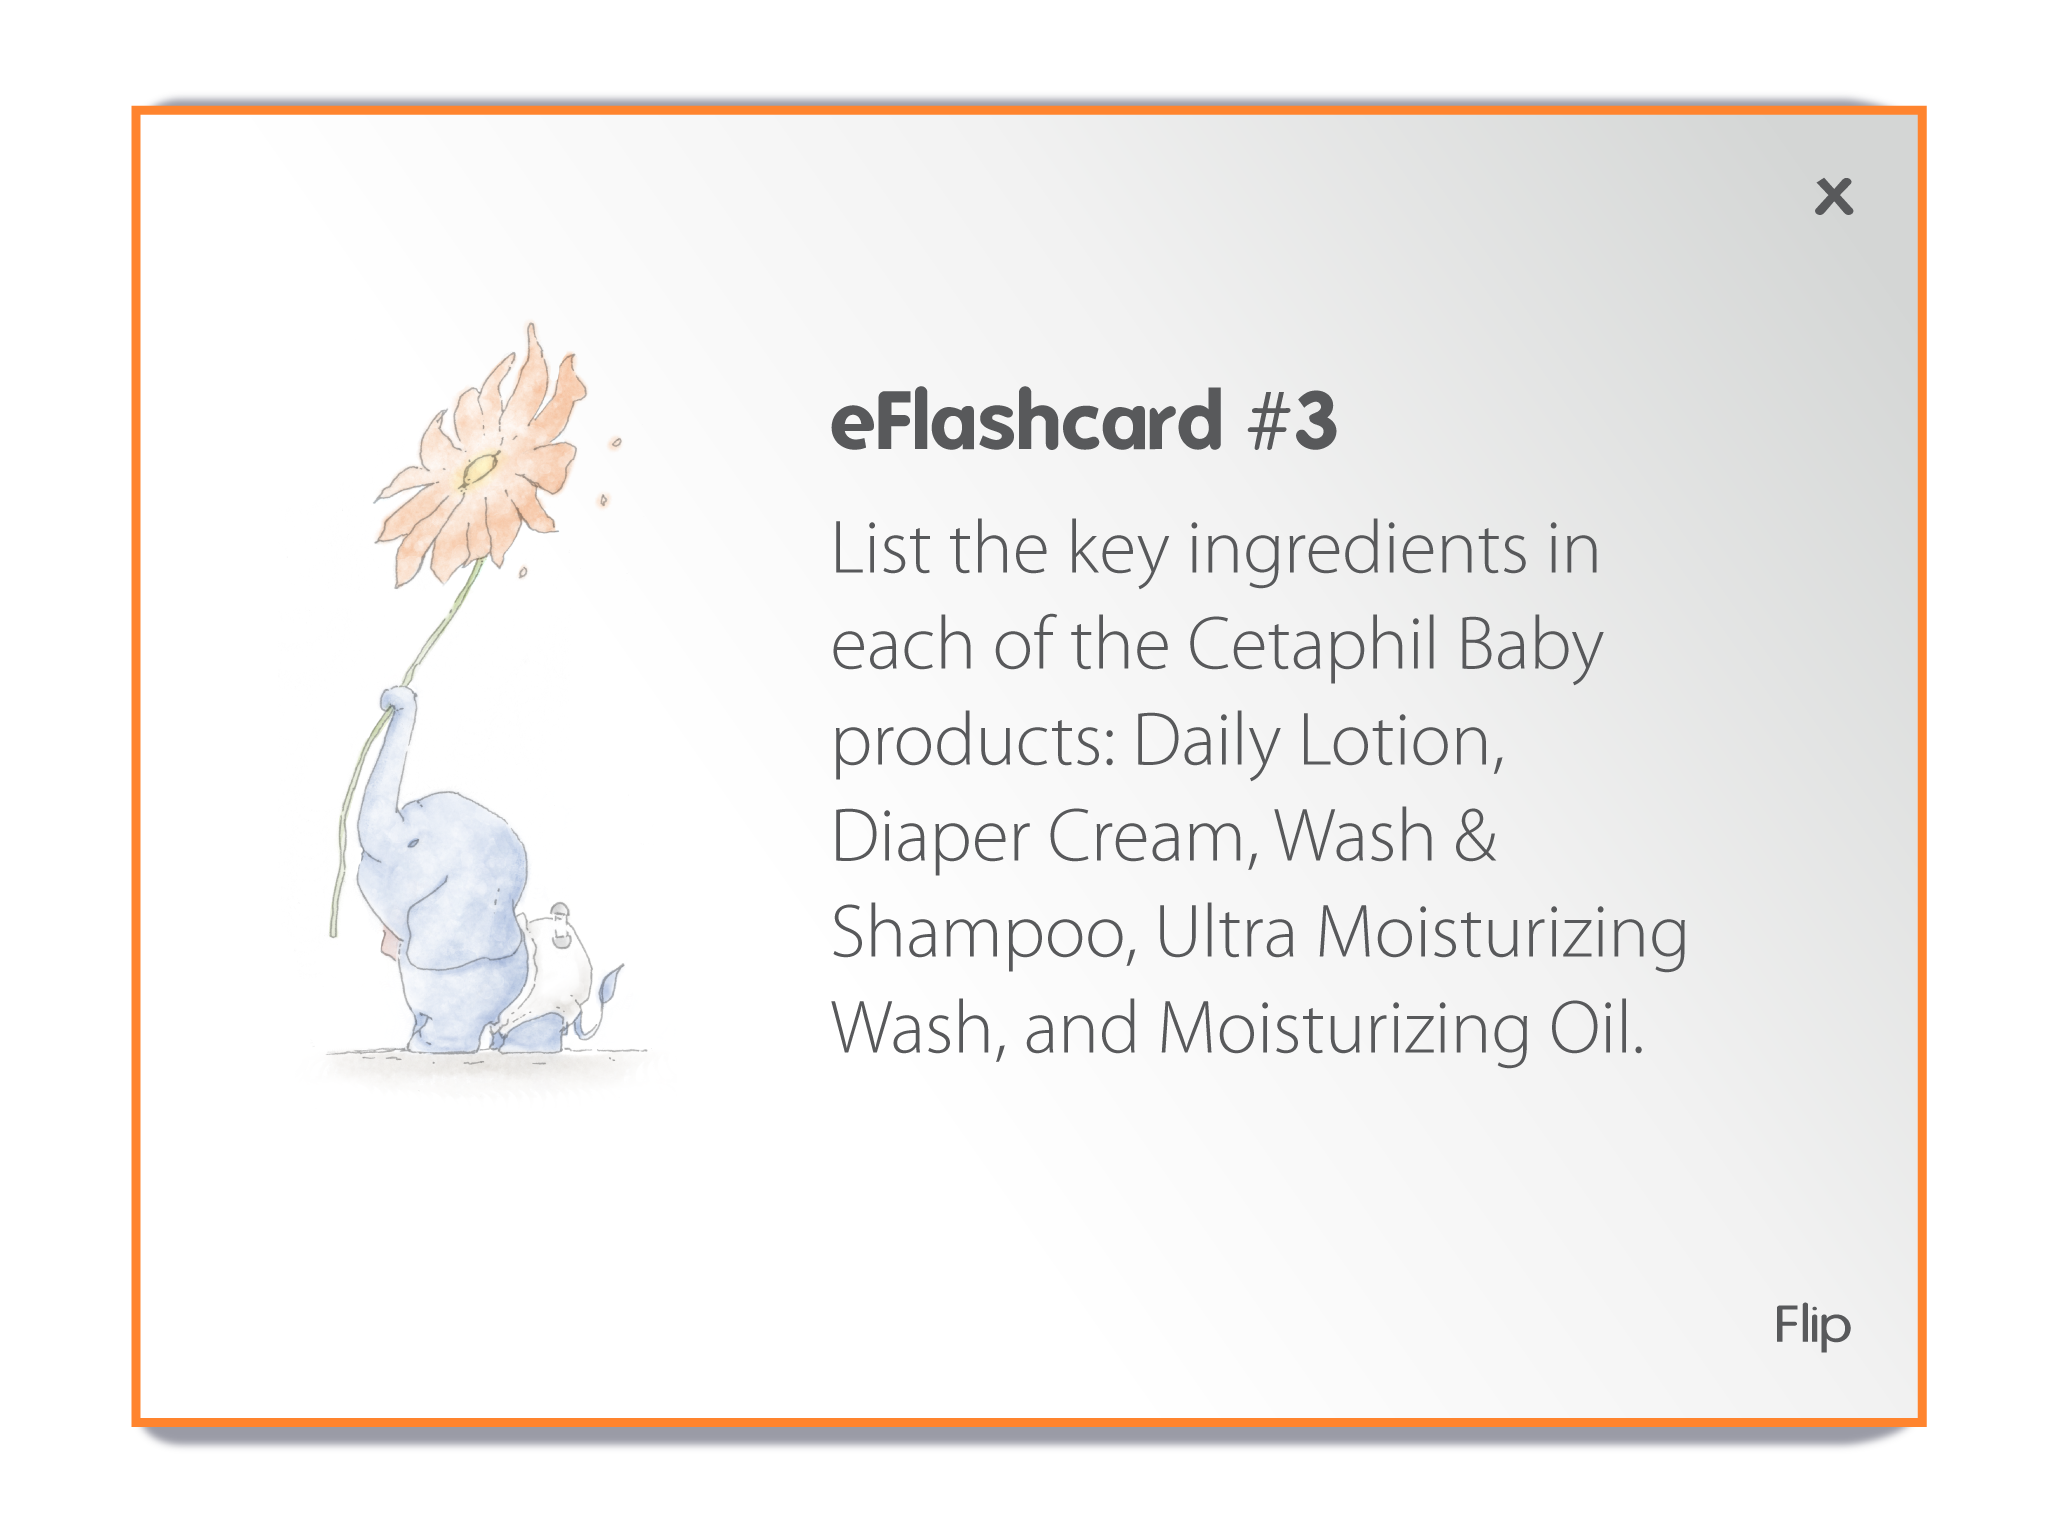 x
eFlashcard #3
List the key ingredients in
each of the Cetaphil Baby
products: Daily Lotion,
Diaper Cream, Wash &
Shampoo, Ultra Moisturizing
Wash, and Moisturizing Oil.
Flip